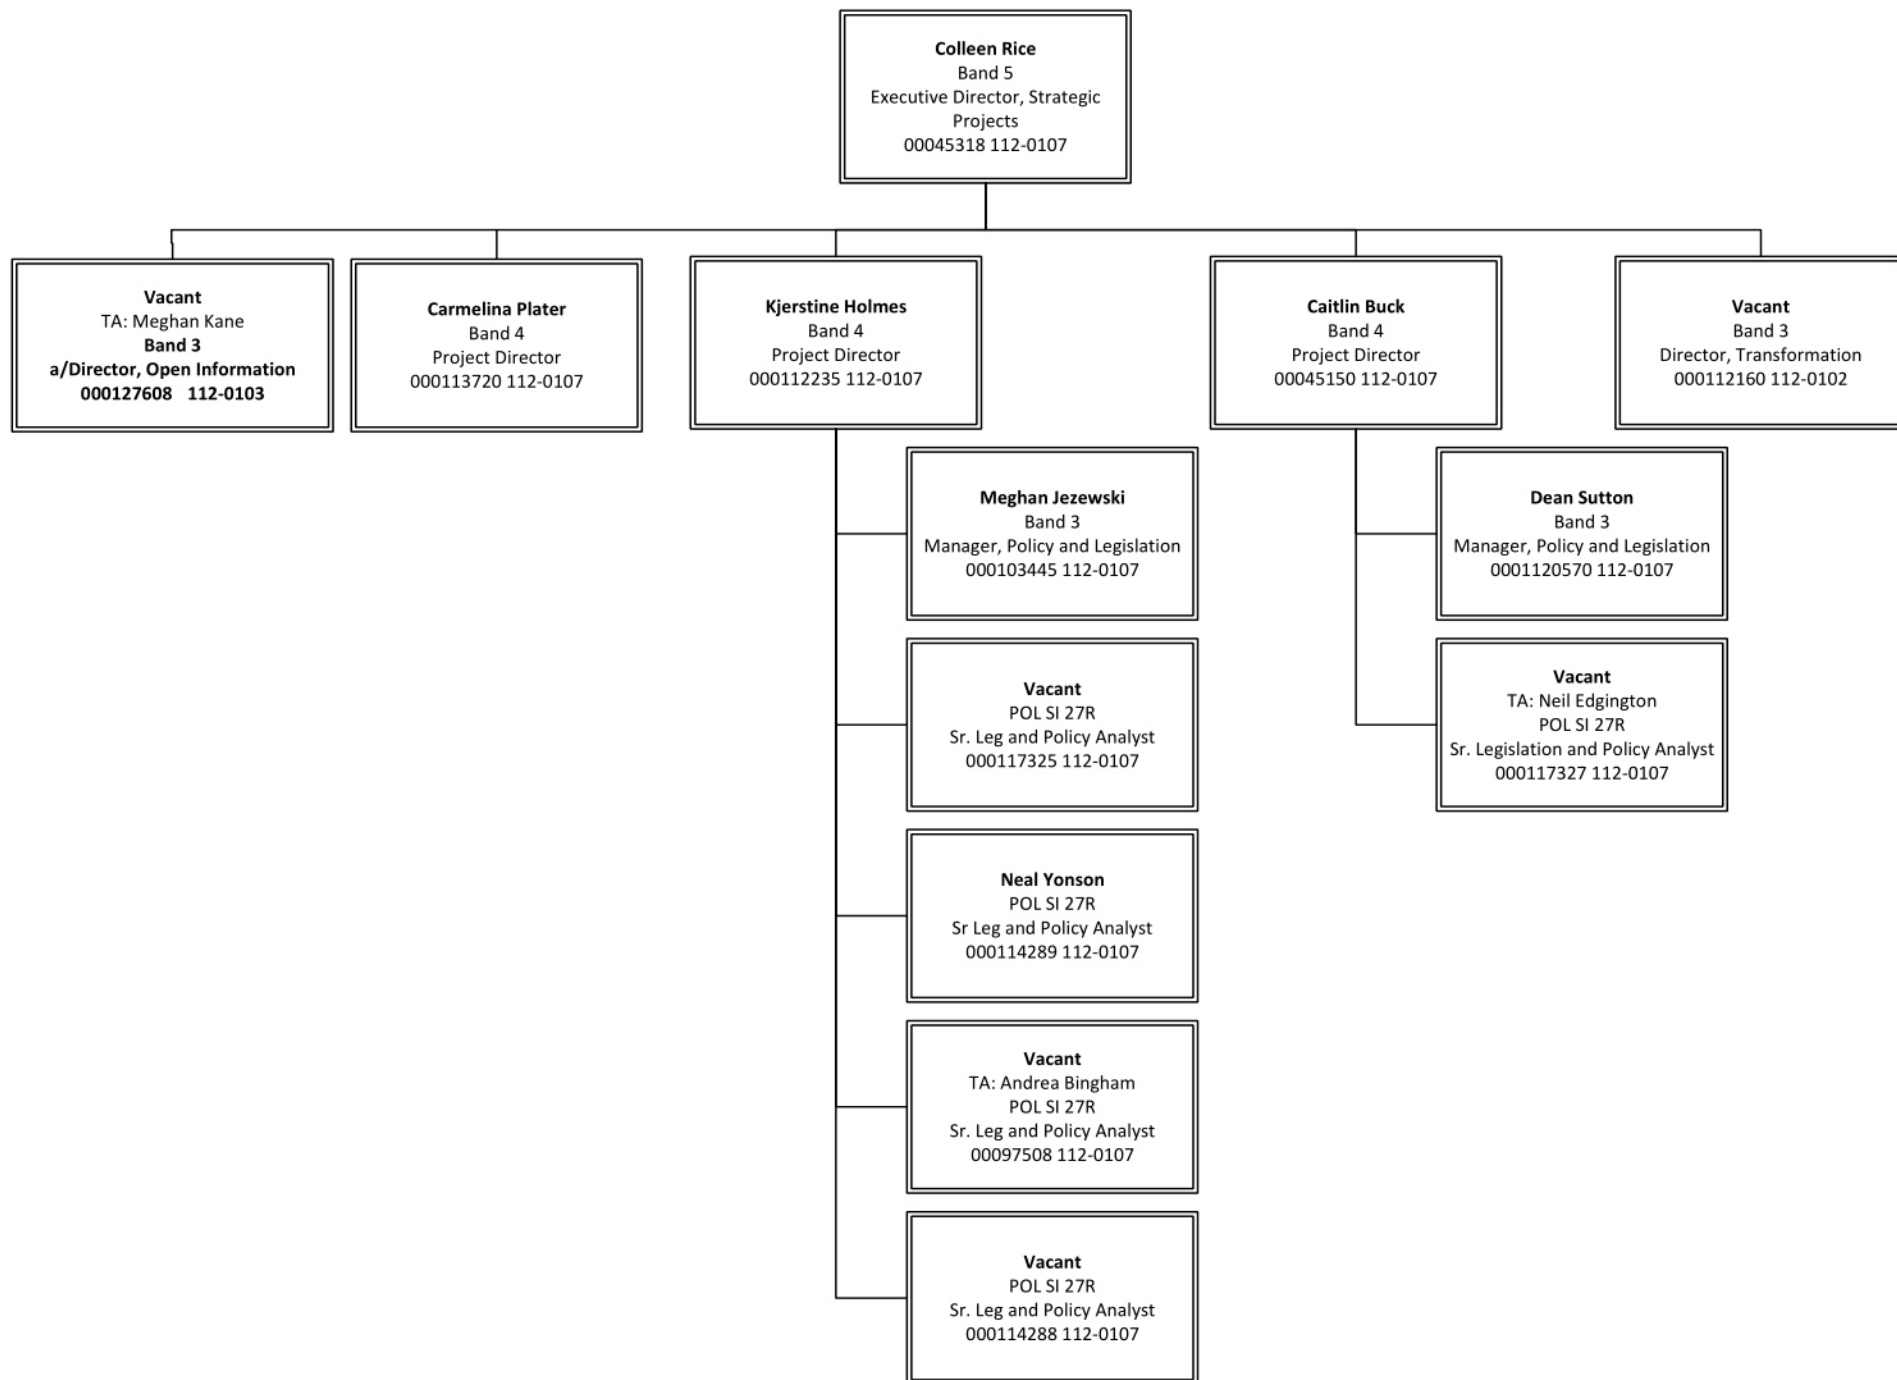 Colleen Rice
Band 5
Executive Director, Strategic
Projects
00045318 112-0107
Vacant
TA: Meghan Kane
Band 3
a/Director, Open Information
000127608 112-0103
Carmelina Plater
Band 4
Project Director
000113720 112-0107
Kjerstine Holmes
Band 4
Project Director
000112235 112-0107
Caitlin Buck
Band 4
Project Director
00045150 112-0107
Vacant
Band 3
Director, Transformation
000112160 112-0102
Meghan Jezewski
Band 3
Manager, Policy and Legislation
000103445 112-0107
Vacant
POL SI 27R
Sr. Leg and Policy Analyst
000117325 112-0107
Neal Yonson
POL SI 27R
Sr Leg and Policy Analyst
000114289 112-0107
Vacant
TA: Andrea Bingham
POL SI 27R
Sr. Leg and Policy Analyst
00097508 112-0107
Vacant
POL SI 27R
Sr. Leg and Policy Analyst
000114288 112-0107
Dean Sutton
Band 3
Manager, Policy and Legislation
0001120570 112-0107
Vacant
TA: Neil Edgington
POL SI 27R
Sr. Legislation and Policy Analyst
000117327 112-0107